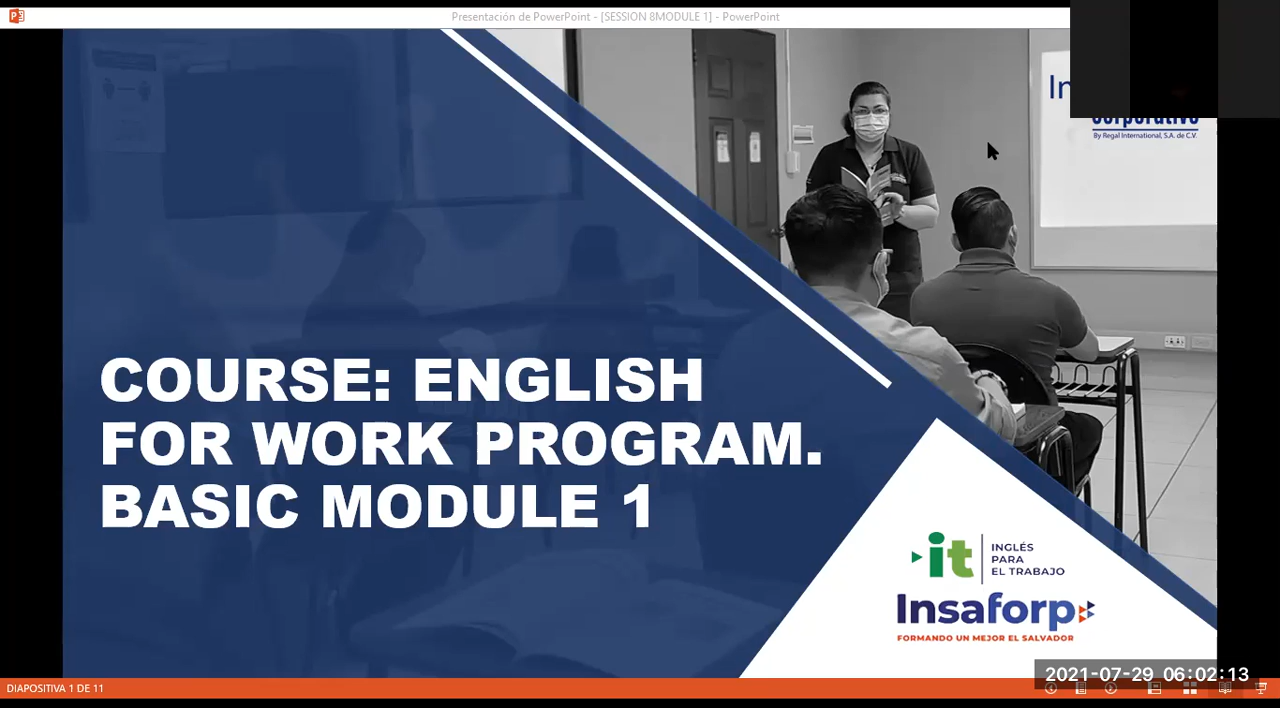 Presentación de PowerPoint - [SESSION 8MODULE 1] - PowerPoint
In
Corporativo
By Regal International, S.A. de C.V.
COURSE: ENGLISH
FOR WORK PROGRAM.
BASIC MODULE 1
it
INGLÉS
PARA
EL TRABAJO
Insaforp
FORMANDO UN MEJOR EL SALVADOR
2021-07-29 06:02:13
DIAPOSITIVA 1 DE 11